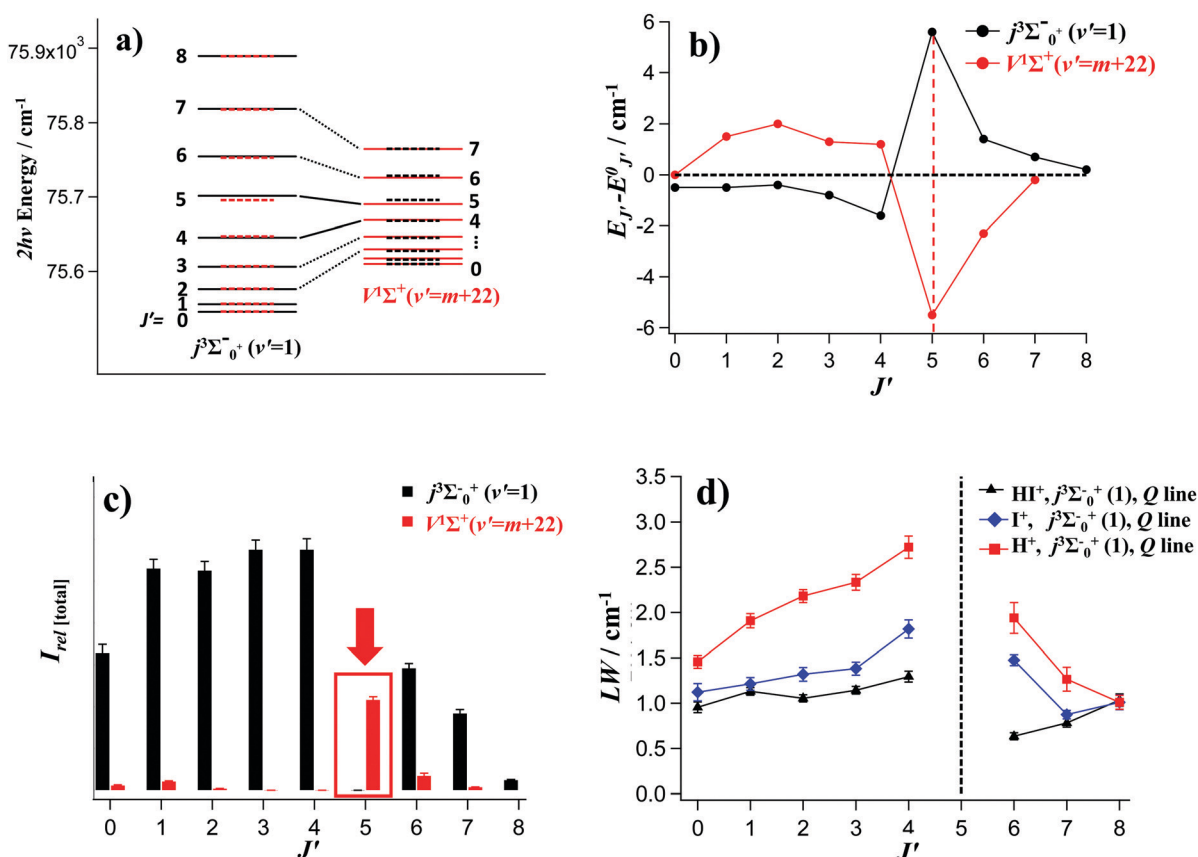 a)
2hν Energy / cm⁻¹
75.9x10³
75.8
75.7
75.6
8
7
6
5
4
3
2
1
J'= 0
j³Σ⁻₀⁺ (v'=1)
7
6
5
4
⋮
0
V¹Σ⁺(v'=m+22)
b)
j³Σ⁻₀⁺ (v'=1)
V¹Σ⁺(v'=m+22)
E_J'-E⁰_J' / cm⁻¹
6
4
2
0
-2
-4
-6
0 1 2 3 4 5 6 7 8
J'
c)
j³Σ⁻₀⁺ (v'=1)
V¹Σ⁺(v'=m+22)
I_rel [total]
0 1 2 3 4 5 6 7 8
J'
d)
HI⁺, j³Σ⁻₀⁺ (1), Q line
I⁺, j³Σ⁻₀⁺ (1), Q line
H⁺, j³Σ⁻₀⁺ (1), Q line
LW / cm⁻¹
3.5
3.0
2.5
2.0
1.5
1.0
0.5
0.0
0 1 2 3 4 5 6 7 8
J'